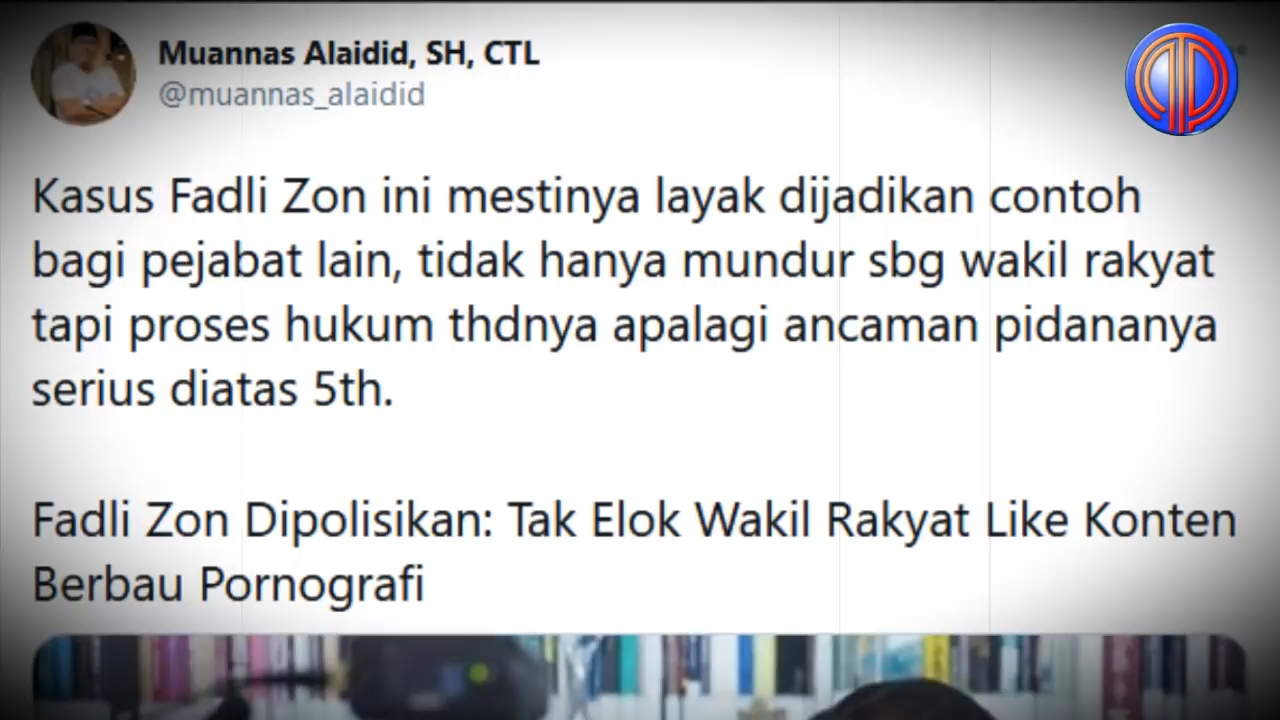 Muannas Alaidid, SH, CTL
@muannas_alaidid
Kasus Fadli Zon ini mestinya layak dijadikan contoh
bagi pejabat lain, tidak hanya mundur sbg wakil rakyat
tapi proses hukum thdnya apalagi ancaman pidananya
serius diatas 5th.
Fadli Zon Dipolisikan: Tak Elok Wakil Rakyat Like Konten
Berbau Pornografi